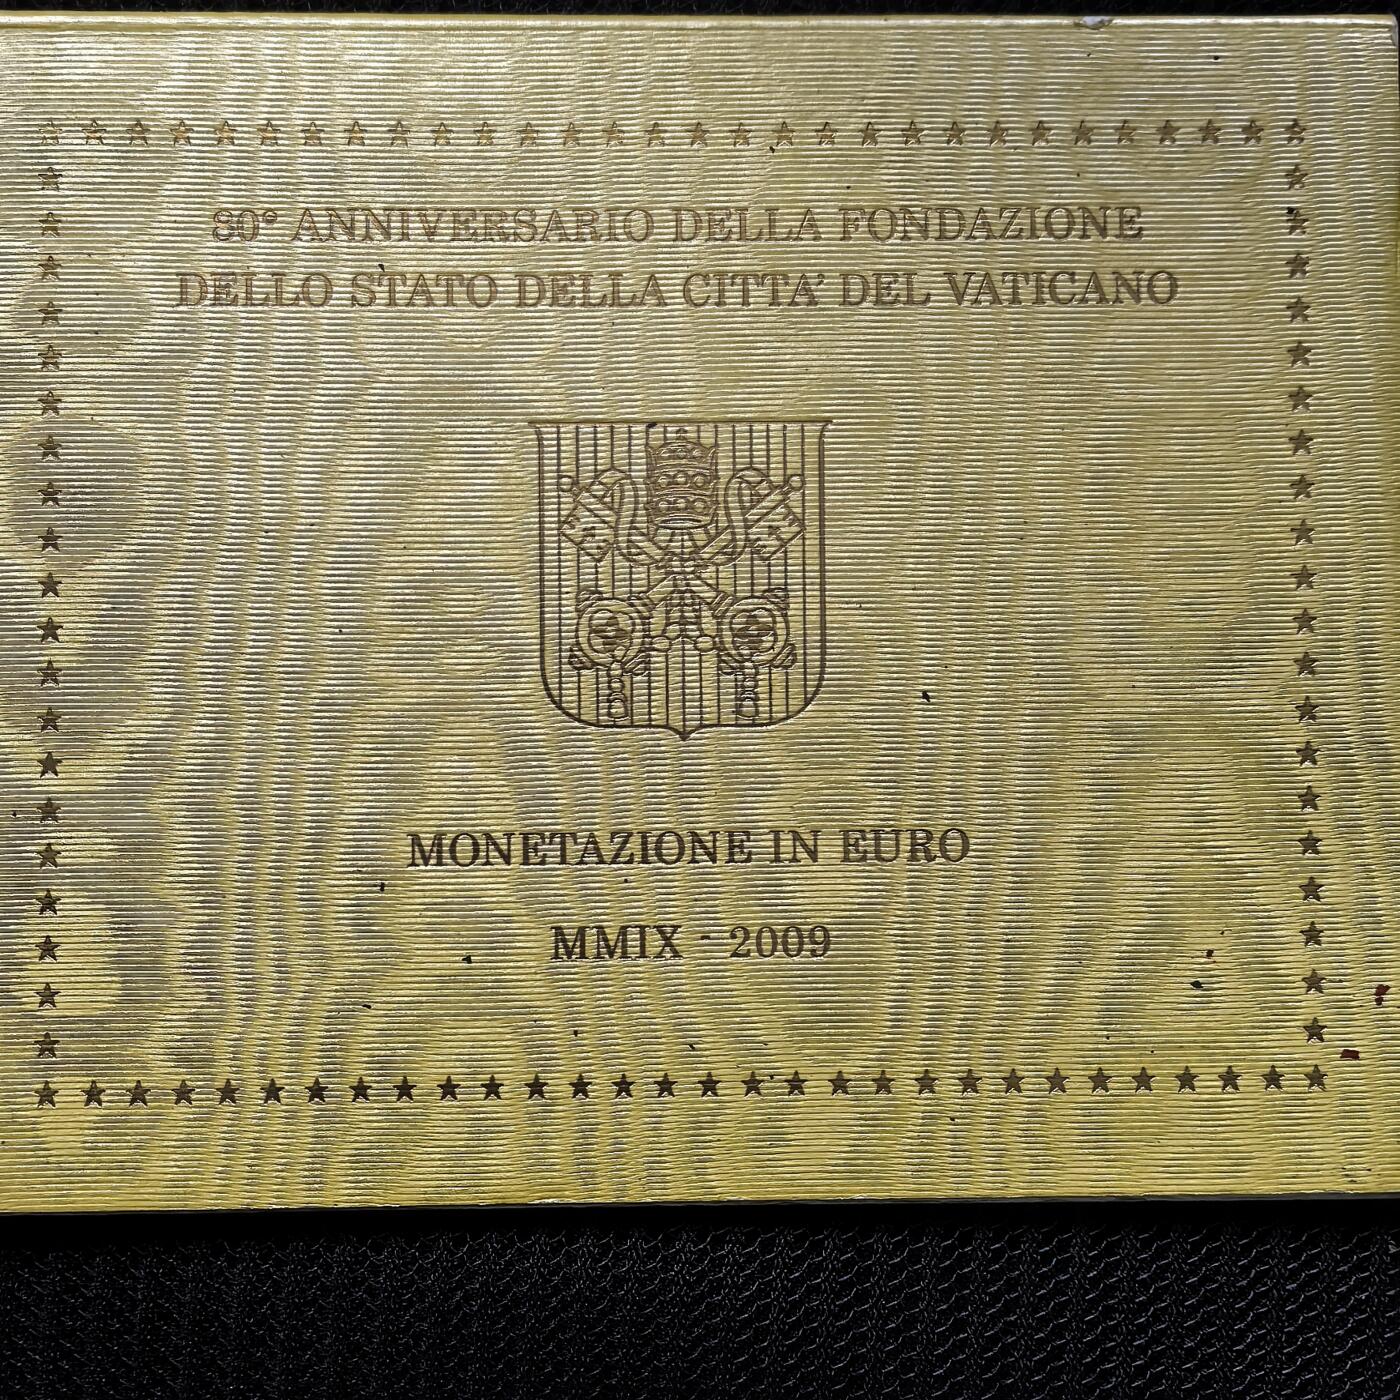 80° ANNIVERSARIO DELLA FONDAZIONE
DELLO STATO DELLA CITTA' DEL VATICANO
MONETAZIONE IN EURO
MMIX - 2009